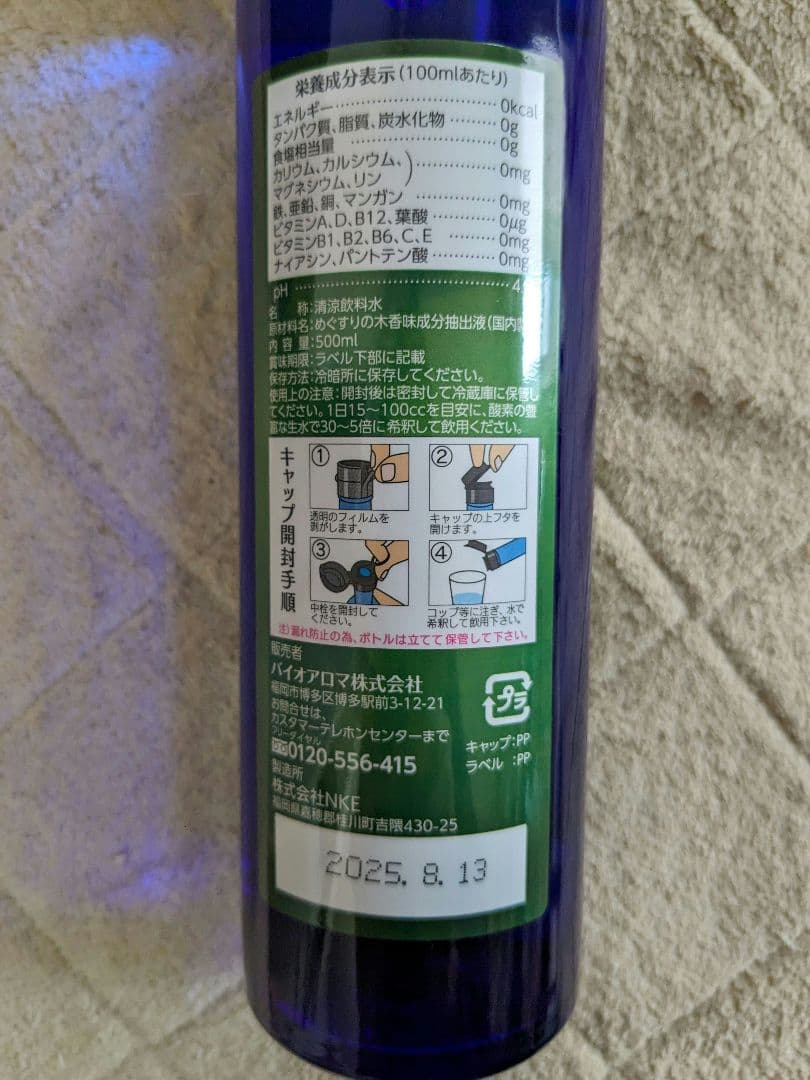 栄養成分表示(100mlあたり)
エネルギー……0kcal
タンパク質、脂質、炭水化物……0g
食塩相当量……0g
カリウム、カルシウム、
マグネシウム、リン)……0mg
鉄、亜鉛、銅、マンガン……0mg
ビタミンA、D、B12、葉酸……0μg
ビタミンB1、B2、B6、C、E
ナイアシン、パントテン酸……0mg
……0mg
pH……4
名　称:清涼飲料水
原材料名:めぐすりの木香味成分抽出液(国内製
内 容 量:500ml
賞味期限:ラベル下部に記載
保存方法:冷暗所に保存してください。
使用上の注意:開封後は密封して冷蔵庫に保管し
てください。1日15〜100ccを目安に、酸素の豊
富な生水で30〜5倍に希釈して飲用ください。
キャップ開封手順
①
透明のフィルムを
剥がします。
②
キャップの上フタを
開けます。
③
中栓を開封して
ください。
④
コップ等に注ぎ、水で
希釈して飲用下さい。
注)漏れ防止の為、ボトルは立てて保管して下さい。
販売者
バイオアロマ株式会社
福岡市博多区博多駅前3-12-21
お問合せは、
カスタマーテレホンセンターまで
フリーダイヤル
0120-556-415
プラ
キャップ:PP
ラベル :PP
製造所
株式会社NKE
福岡県嘉穂郡桂川町吉隈430-25
2025. 8. 13